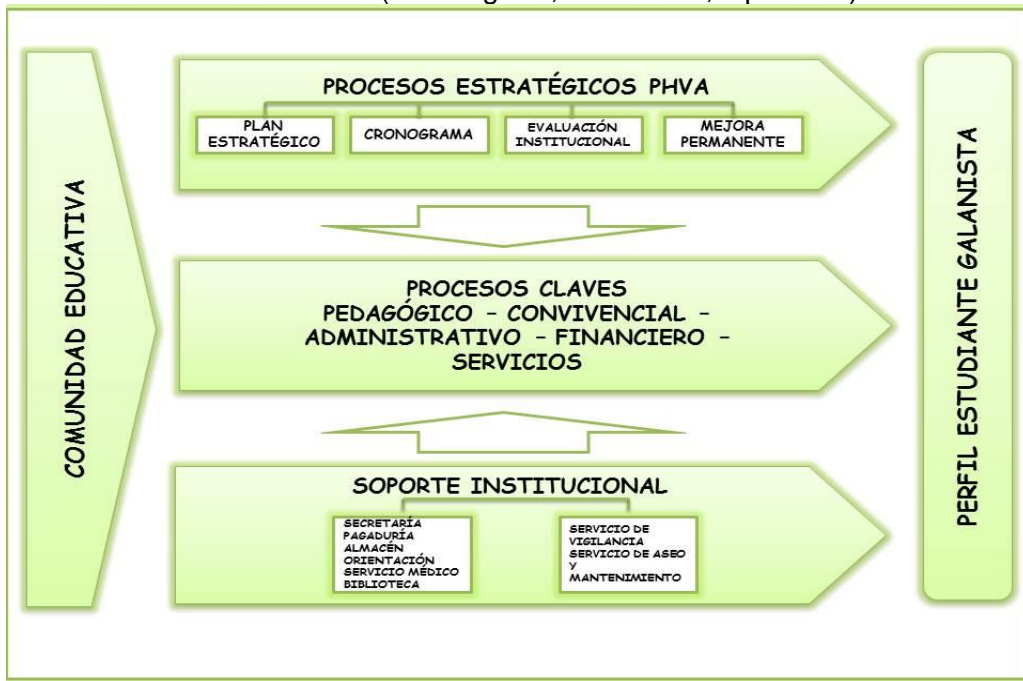 COMUNIDAD EDUCATIVA
PROCESOS ESTRATÉGICOS PHVA
PLAN
ESTRATÉGICO
CRONOGRAMA
EVALUACIÓN
INSTITUCIONAL
MEJORA
PERMANENTE
PROCESOS CLAVES
PEDAGÓGICO – CONVIVENCIAL –
ADMINISTRATIVO – FINANCIERO –
SERVICIOS
SOPORTE INSTITUCIONAL
SECRETARÍA
PAGADURÍA
ALMACÉN
ORIENTACIÓN
SERVICIO MÉDICO
BIBLIOTECA
SERVICIO DE
VIGILANCIA
SERVICIO DE ASEO
Y
MANTENIMIENTO
PERFIL ESTUDIANTE GALANISTA